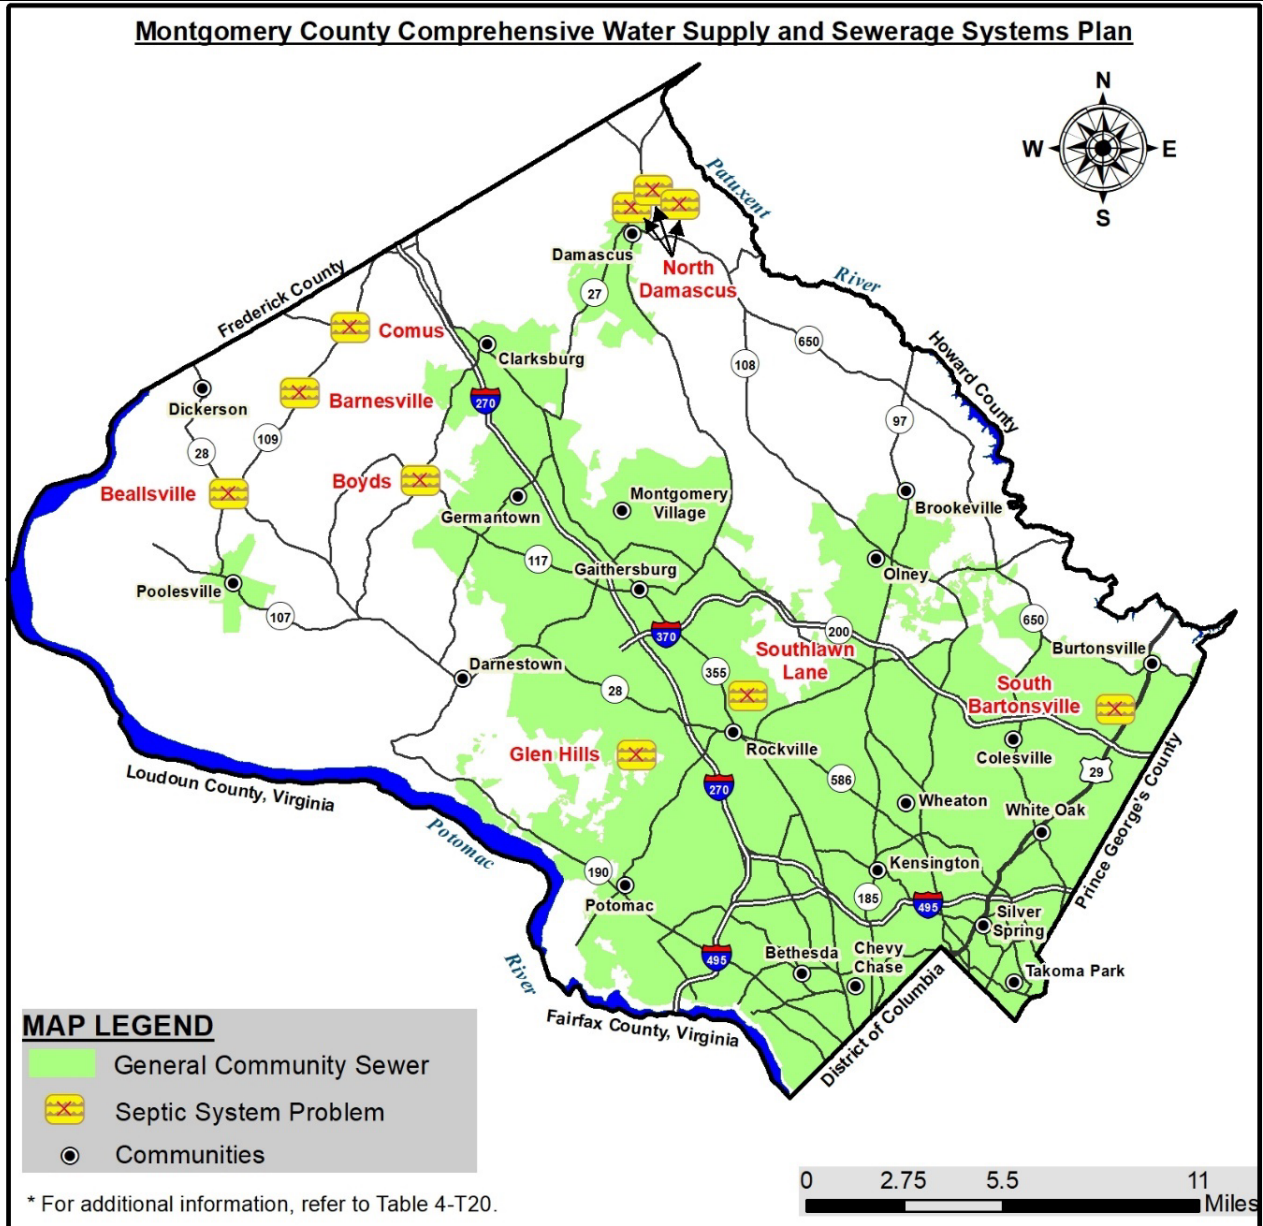 Montgomery County Comprehensive Water Supply and Sewerage Systems Plan
N
W
E
S
Patuxent
River
Damascus
North
Damascus
27
Frederick County
Comus
Clarksburg
650
108
Howard County
Dickerson
Barnesville
270
109
28
97
Beallsville
Boyds
Germantown
Montgomery
Village
Brookeville
117
Gaithersburg
Olney
Poolesville
107
370
200
650
Southlawn
Lane
Burtonsville
Darnestown
28
355
South
Bartonsville
Glen Hills
Rockville
Colesville
29
270
586
Wheaton
White Oak
Loudoun County, Virginia
Potomac
Prince George's County
190
Potomac
Kensington
185
495
Silver
Spring
River
495
Bethesda
Chevy
Chase
Takoma Park
Fairfax County, Virginia
District of Columbia
MAP LEGEND
General Community Sewer
Septic System Problem
Communities
* For additional information, refer to Table 4-T20.
0 2.75 5.5 11
Miles